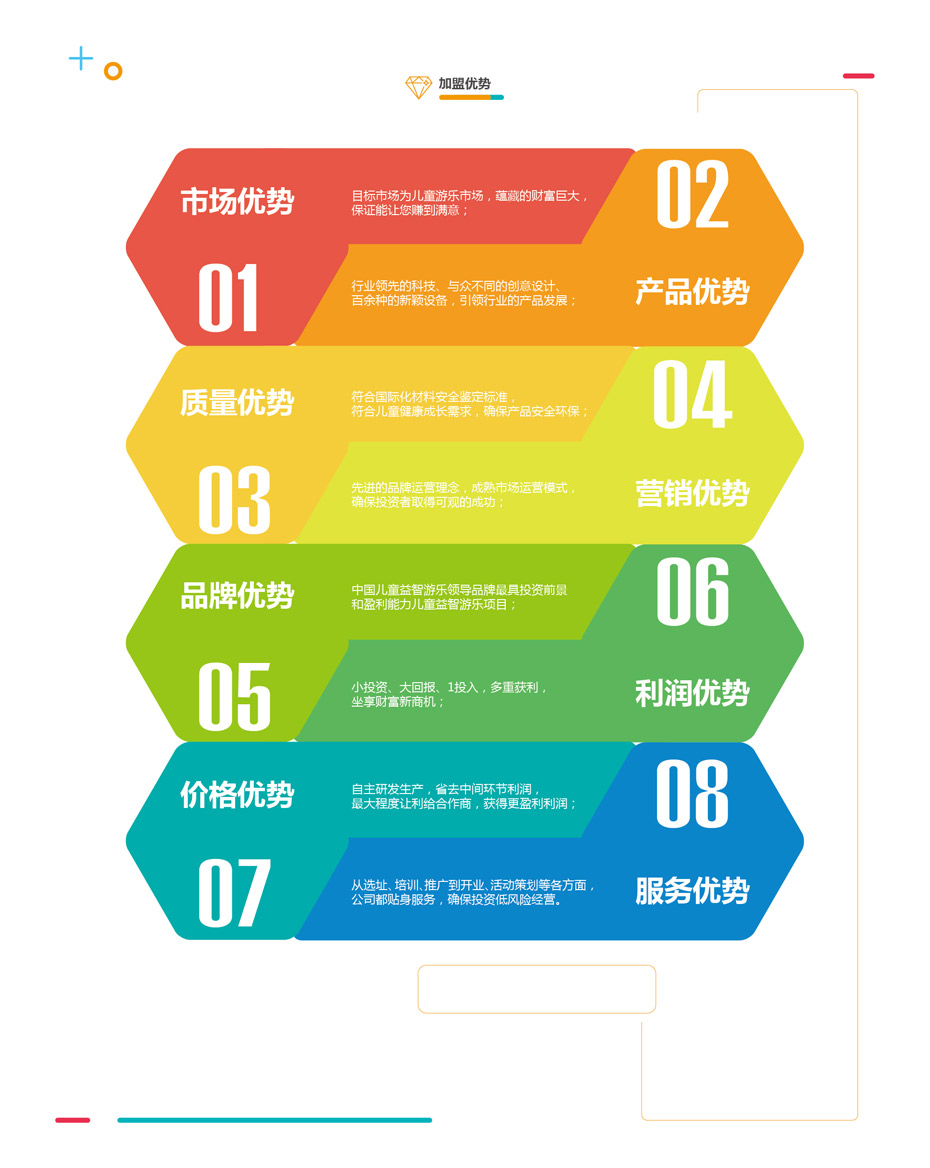 加盟优势
市场优势
目标市场为儿童游乐市场，蕴藏的财富巨大，
保证能让您赚到满意；
01
02
行业领先的科技、与众不同的创意设计、
百余种的新颖设备，引领行业的产品发展；
产品优势
质量优势
符合国际化材料安全鉴定标准，
符合儿童健康成长需求，确保产品安全环保；
03
04
先进的品牌运营理念，成熟市场运营模式，
确保投资者取得可观的成功；
营销优势
品牌优势
中国儿童益智游乐领导品牌最具投资前景
和盈利能力儿童益智游乐项目；
05
06
小投资、大回报、1投入，多重获利，
坐享财富新商机；
利润优势
价格优势
自主研发生产，省去中间环节利润，
最大程度让利给合作商，获得更盈利利润；
07
08
从选址、培训、推广到开业、活动策划等各方面，
公司都贴身服务，确保投资低风险经营。
服务优势